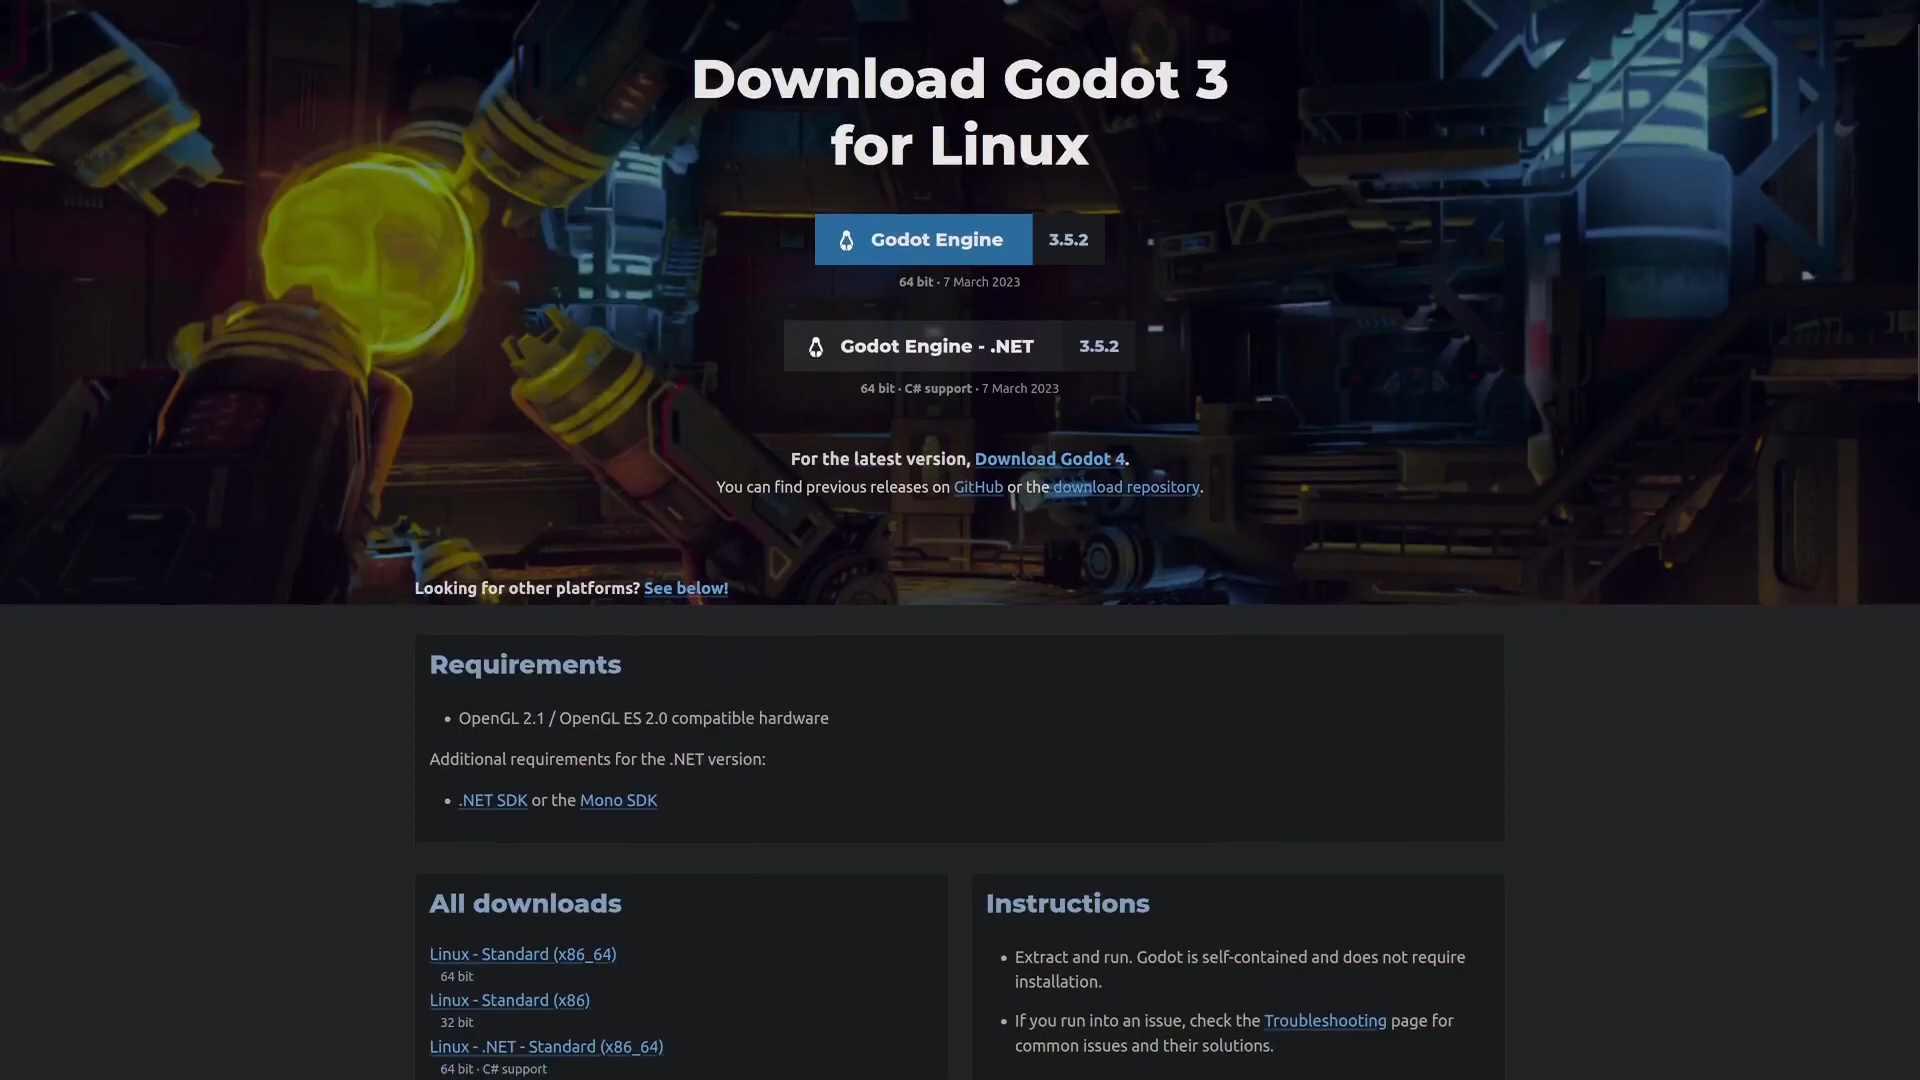 Download Godot 3
for Linux
Godot Engine 3.5.2
64 bit · 7 March 2023
Godot Engine - .NET 3.5.2
64 bit · C# support · 7 March 2023
For the latest version, Download Godot 4.
You can find previous releases on GitHub or the download repository.
Looking for other platforms? See below!
Requirements
• OpenGL 2.1 / OpenGL ES 2.0 compatible hardware
Additional requirements for the .NET version:
• .NET SDK or the Mono SDK
All downloads
Linux - Standard (x86_64)
64 bit
Linux - Standard (x86)
32 bit
Linux - .NET - Standard (x86_64)
64 bit · C# support
Instructions
• Extract and run. Godot is self-contained and does not require
installation.
• If you run into an issue, check the Troubleshooting page for
common issues and their solutions.